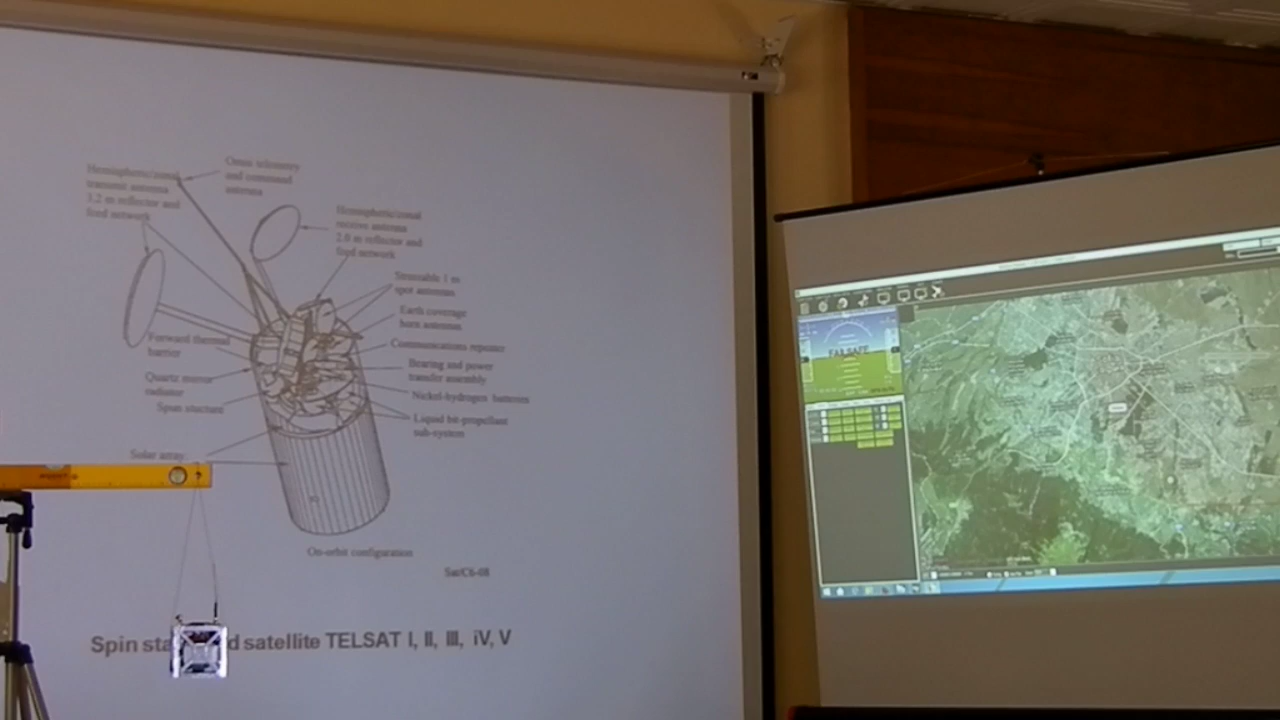 Hemispheric/zonal
transmit antenna
3.2 m reflector and
feed network
Omni telemetry
and command
antenna
Hemispheric/zonal
receive antenna
2.0 m reflector and
feed network
Steerable 1 m
spot antennas
Earth coverage
horn antennas
Communications repeater
Bearing and power
transfer assembly
Nickel-hydrogen batteries
Liquid bit-propellant
sub-system
Forward thermal
barrier
Quartz mirror
radiator
Spun stucture
Solar array
On-orbit configuration
Sat/C6-08
Spin sta d satellite TELSAT I, II, III, iV, V
FAILSAFE